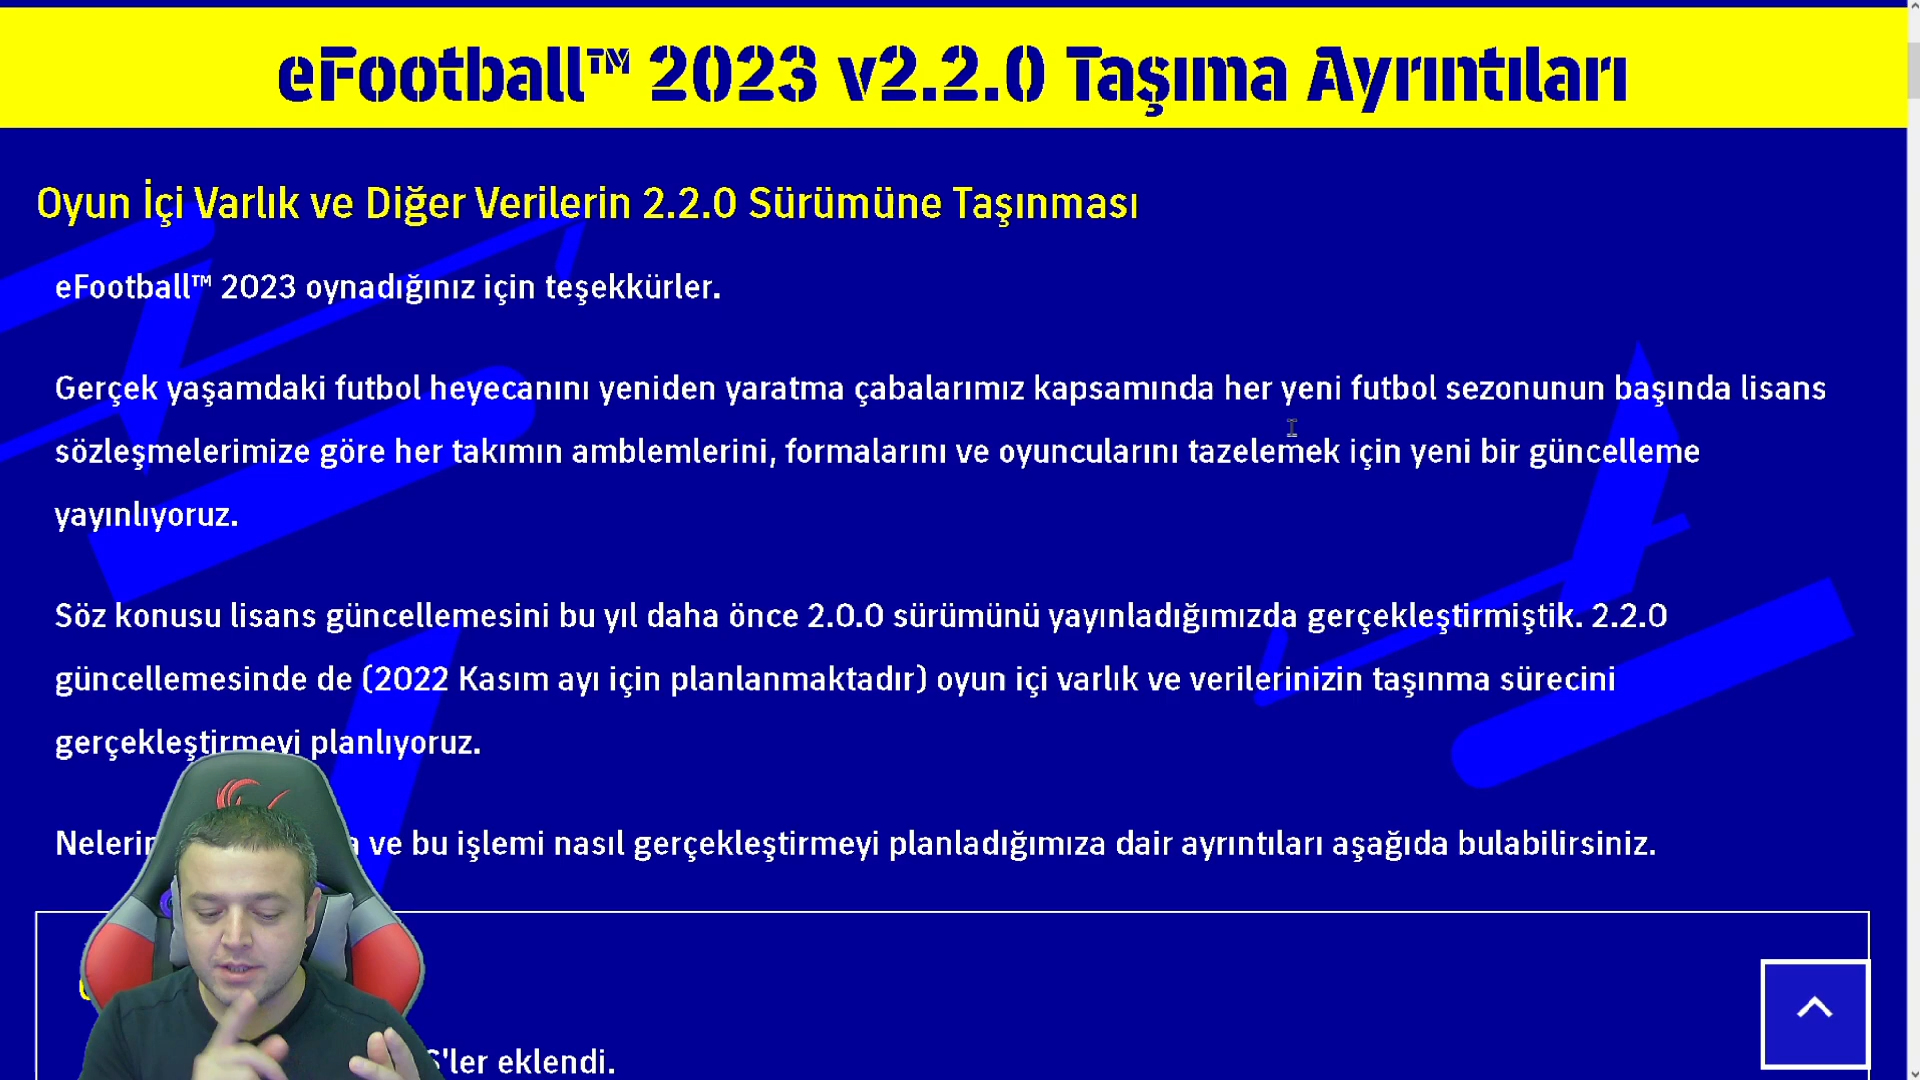 eFootball™ 2023 v2.2.0 Taşıma Ayrıntıları
Oyun İçi Varlık ve Diğer Verilerin 2.2.0 Sürümüne Taşınması
eFootball™ 2023 oynadığınız için teşekkürler.
Gerçek yaşamdaki futbol heyecanını yeniden yaratma çabalarımız kapsamında her yeni futbol sezonunun başında lisans
sözleşmelerimize göre her takımın amblemlerini, formalarını ve oyuncularını tazelemek için yeni bir güncelleme
yayınlıyoruz.
Söz konusu lisans güncellemesini bu yıl daha önce 2.0.0 sürümünü yayınladığımızda gerçekleştirmiştik. 2.2.0
güncellemesinde de (2022 Kasım ayı için planlanmaktadır) oyun içi varlık ve verilerinizin taşınma sürecini
gerçekleştirmeyi planlıyoruz.
ve bu işlemi nasıl gerçekleştirmeyi planladığımıza dair ayrıntıları aşağıda bulabilirsiniz.
eklendi.